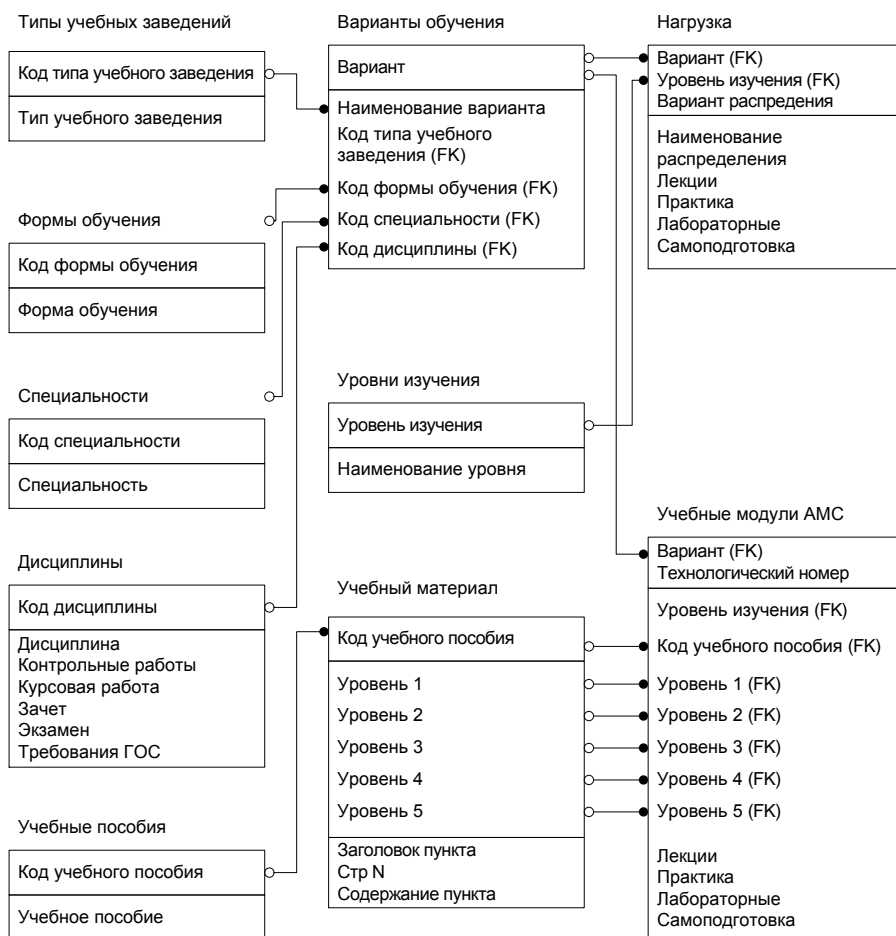 Типы учебных заведений
Код типа учебного заведения
Тип учебного заведения
Формы обучения
Код формы обучения
Форма обучения
Специальности
Код специальности
Специальность
Дисциплины
Код дисциплины
Дисциплина
Контрольные работы
Курсовая работа
Зачет
Экзамен
Требования ГОС
Учебные пособия
Код учебного пособия
Учебное пособие
Варианты обучения
Вариант
Наименование варианта
Код типа учебного
заведения (FK)
Код формы обучения (FK)
Код специальности (FK)
Код дисциплины (FK)
Уровни изучения
Уровень изучения
Наименование уровня
Учебный материал
Код учебного пособия
Уровень 1
Уровень 2
Уровень 3
Уровень 4
Уровень 5
Заголовок пункта
Стр N
Содержание пункта
Нагрузка
Вариант (FK)
Уровень изучения (FK)
Вариант распредения
Наименование
распределения
Лекции
Практика
Лабораторные
Самоподготовка
Учебные модули АМС
Вариант (FK)
Технологический номер
Уровень изучения (FK)
Код учебного пособия (FK)
Уровень 1 (FK)
Уровень 2 (FK)
Уровень 3 (FK)
Уровень 4 (FK)
Уровень 5 (FK)
Лекции
Практика
Лабораторные
Самоподготовка